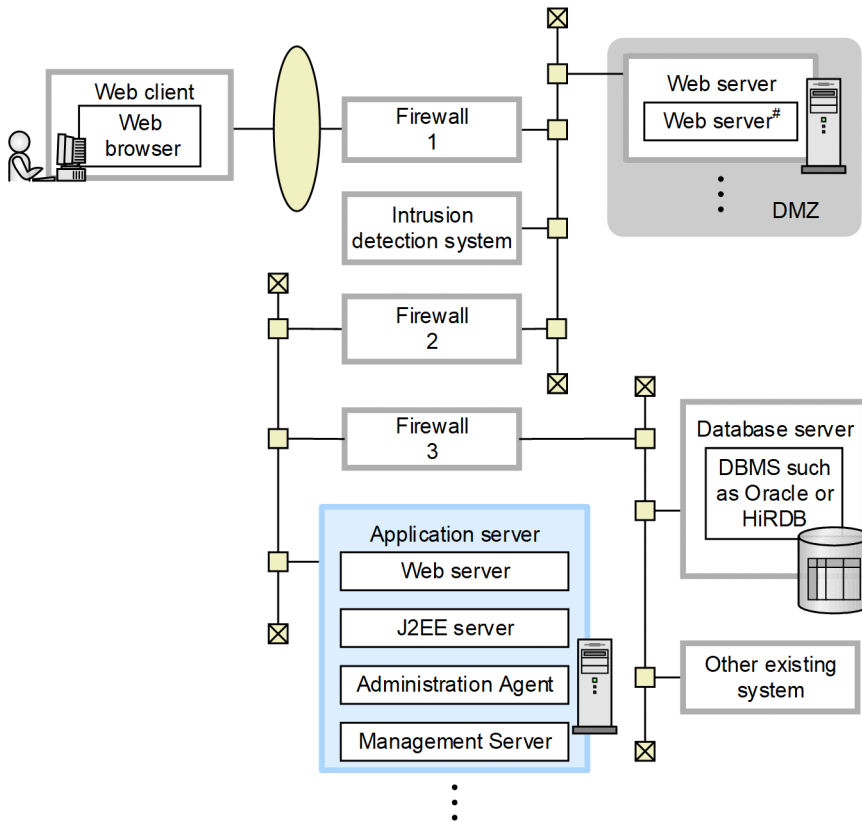 Web client
Web
browser
Firewall
1
Web server
Web server#
DMZ
Intrusion
detection system
Firewall
2
Firewall
3
Database server
DBMS such
as Oracle or
HiRDB
Application server
Web server
J2EE server
Administration Agent
Management Server
Other existing
system